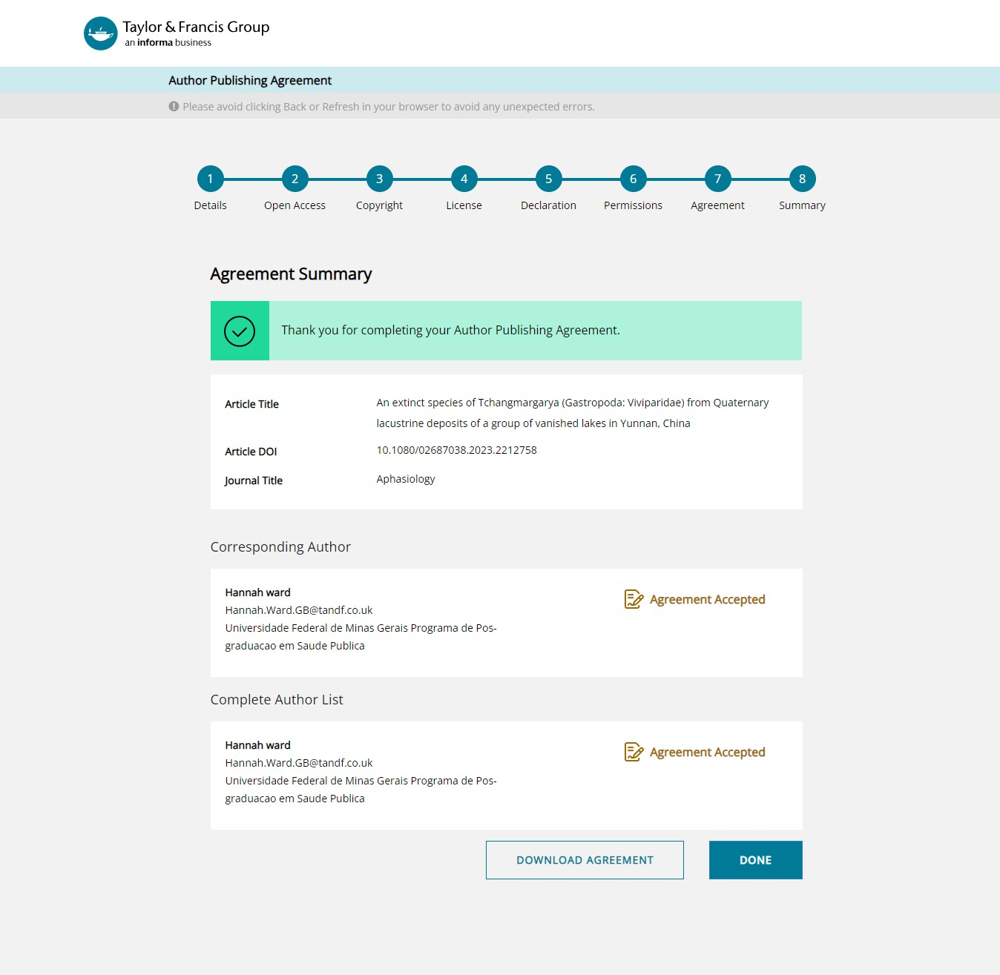 Taylor & Francis Group
an informa business
Author Publishing Agreement
Please avoid clicking Back or Refresh in your browser to avoid any unexpected errors.
1 2 3 4 5 6 7 8
Details Open Access Copyright License Declaration Permissions Agreement Summary
Agreement Summary
Thank you for completing your Author Publishing Agreement.
Article Title An extinct species of Tchangmargarya (Gastropoda: Viviparidae) from Quaternary
lacustrine deposits of a group of vanished lakes in Yunnan, China
Article DOI 10.1080/02687038.2023.2212758
Journal Title Aphasiology
Corresponding Author
Hannah ward
Agreement Accepted
Hannah.Ward.GB@tandf.co.uk
Universidade Federal de Minas Gerais Programa de Pos-
graduacao em Saude Publica
Complete Author List
Hannah ward
Agreement Accepted
Hannah.Ward.GB@tandf.co.uk
Universidade Federal de Minas Gerais Programa de Pos-
graduacao em Saude Publica
DOWNLOAD AGREEMENT DONE